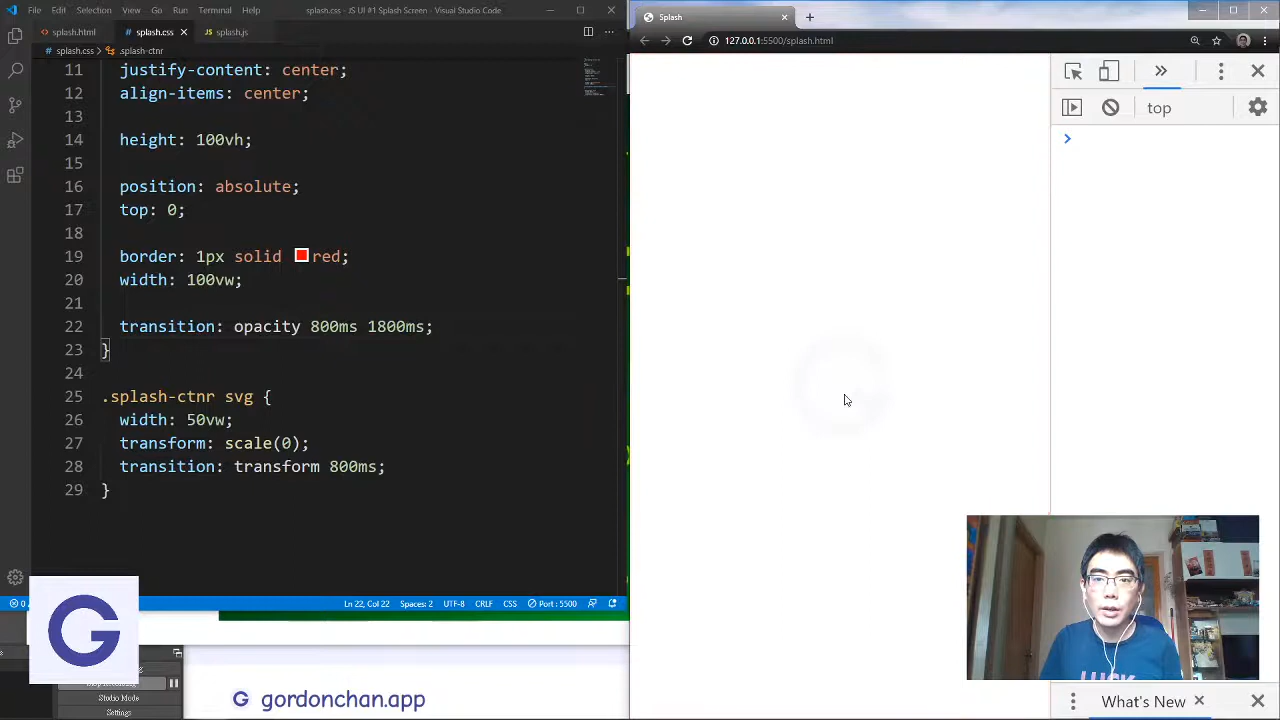 File Edit Selection View Go Run Terminal Help splash.css - JS UI #1 Splash Screen - Visual Studio Code
splash.html splash.css splash.js
# splash.css > .splash-ctnr
11 justify-content: center;
12 align-items: center;
13
14 height: 100vh;
15
16 position: absolute;
17 top: 0;
18
19 border: 1px solid red;
20 width: 100vw;
21
22 transition: opacity 800ms 1800ms;
23 }
24
25 .splash-ctnr svg {
26 width: 50vw;
27 transform: scale(0);
28 transition: transform 800ms;
29 }
0 Ln 22, Col 22 Spaces: 2 UTF-8 CRLF CSS Port : 5500
G
Studio Mode
Settings
G gordonchan.app
Splash
127.0.0.1:5500/splash.html
top
What's New
LUCK